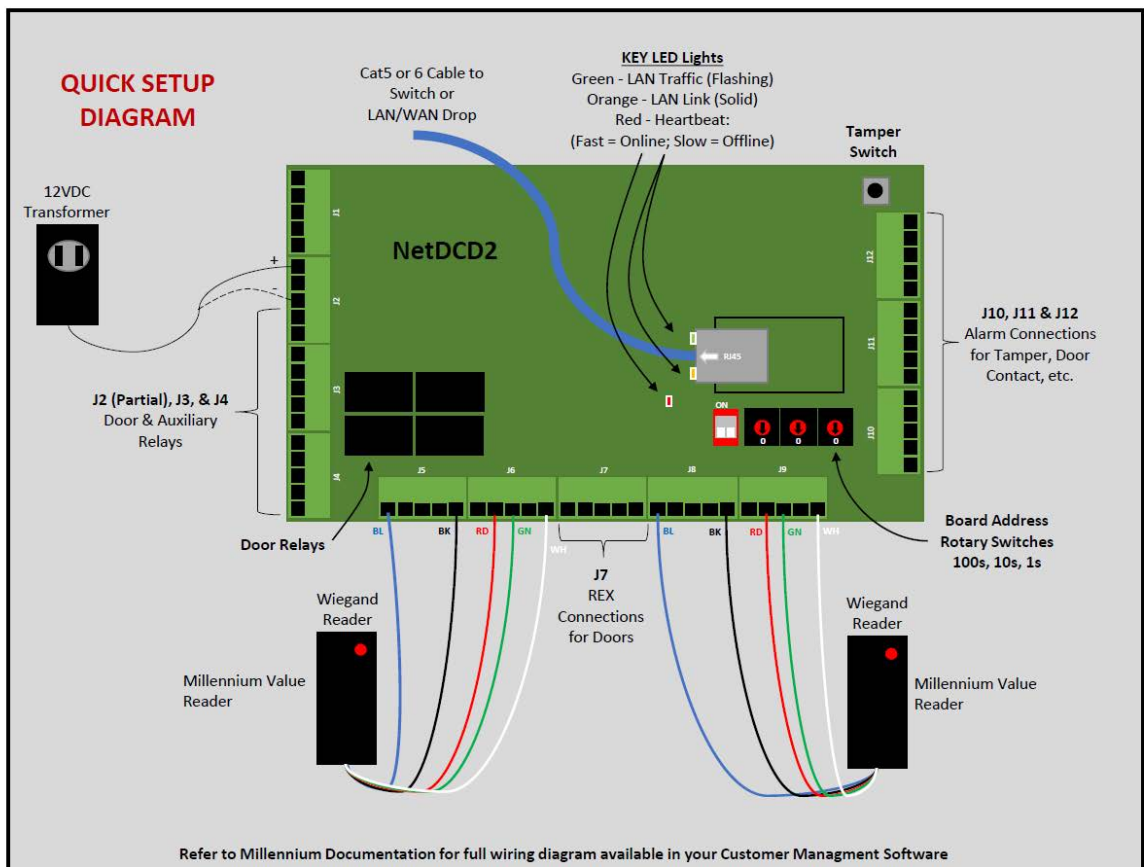 QUICK SETUP
DIAGRAM
Cat5 or 6 Cable to
Switch or
LAN/WAN Drop
KEY LED Lights
Green - LAN Traffic (Flashing)
Orange - LAN Link (Solid)
Red - Heartbeat:
(Fast = Online; Slow = Offline)
Tamper
Switch
12VDC
Transformer
+
-
J1
J2
J3
J4
NetDCD2
RJ45
ON
0
0
0
J12
J11
J10
J10, J11 & J12
Alarm Connections
for Tamper, Door
Contact, etc.
J2 (Partial), J3, & J4
Door & Auxiliary
Relays
J5
J6
J7
J8
J9
BL
BK
RD
GN
WH
BL
BK
RD
GN
WH
Door Relays
J7
REX
Connections
for Doors
Board Address
Rotary Switches
100s, 10s, 1s
Wiegand
Reader
Millennium Value
Reader
Wiegand
Reader
Millennium Value
Reader
Refer to Millennium Documentation for full wiring diagram available in your Customer Managment Software